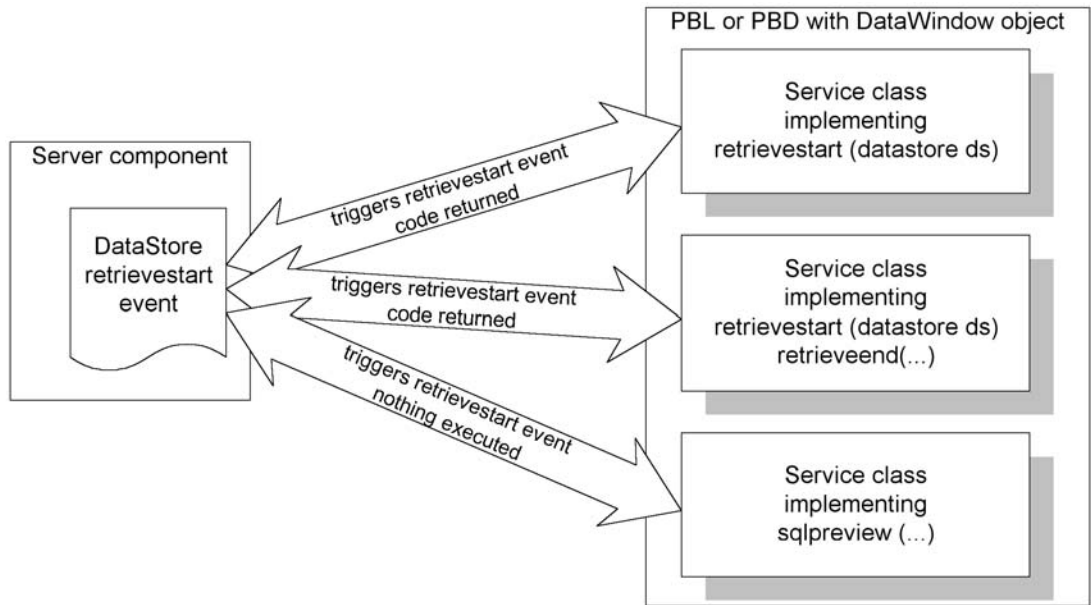 PBL or PBD with DataWindow object
Server component
DataStore
retrievestart
event
triggers retrievestart event
code returned
triggers retrievestart event
code returned
triggers retrievestart event
nothing executed
Service class
implementing
retrievestart (datastore ds)
Service class
implementing
retrievestart (datastore ds)
retrieveend(...)
Service class
implementing
sqlpreview (...)